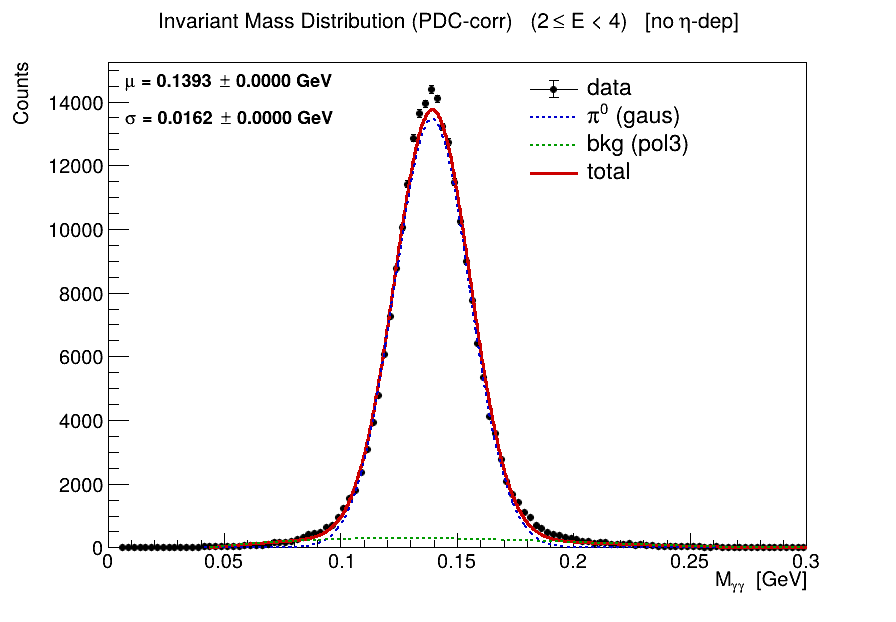 Invariant Mass Distribution (PDC-corr) (2 ≤ E < 4) [no η-dep]
Counts
μ = 0.1393 ± 0.0000 GeV
σ = 0.0162 ± 0.0000 GeV
data
π⁰ (gaus)
bkg (pol3)
total
14000
12000
10000
8000
6000
4000
2000
0
0 0.05 0.1 0.15 0.2 0.25 0.3
M_γγ [GeV]